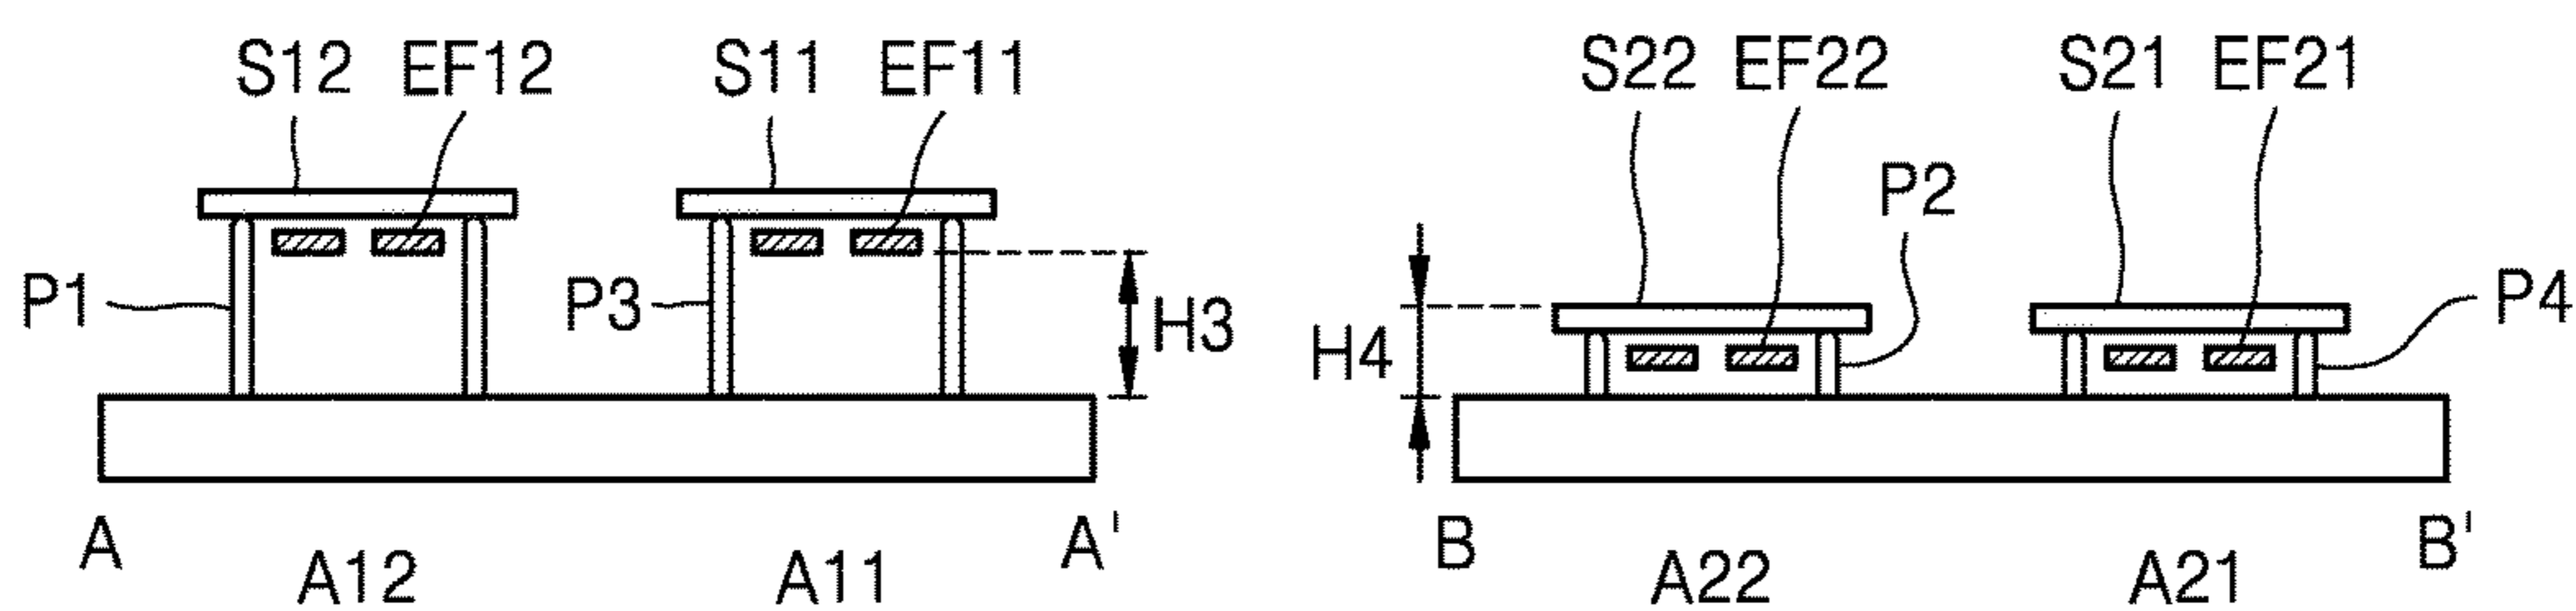 S12 EF12 S11 EF11 S22 EF22 S21 EF21
P2
P1 P3 H3 H4 P4
A A' B B'
A12 A11 A22 A21